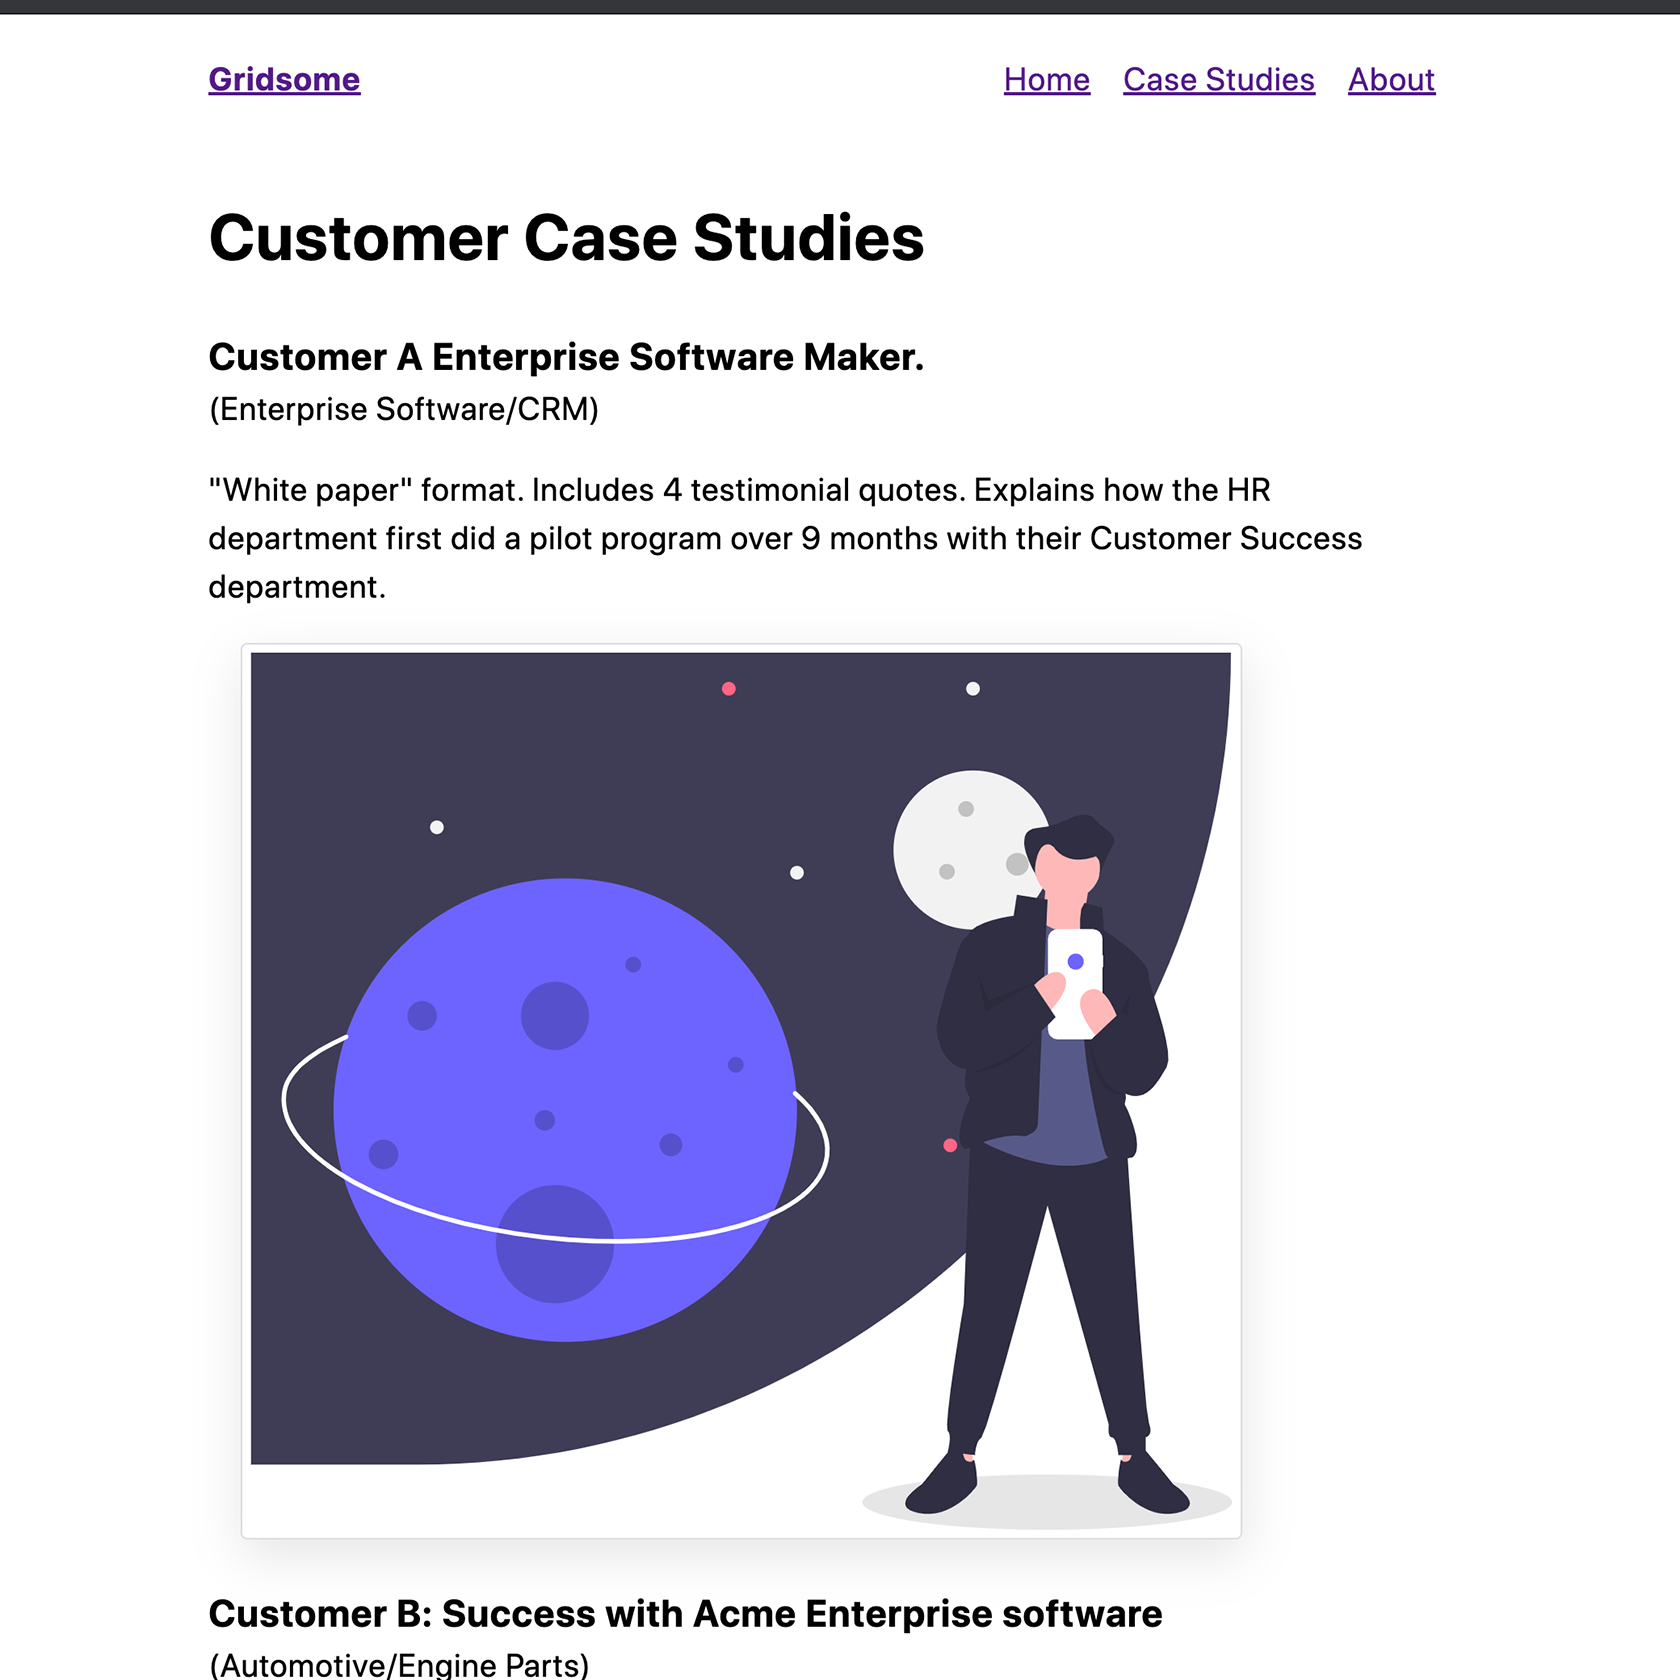 Gridsome Home Case Studies About
Customer Case Studies
Customer A Enterprise Software Maker.
(Enterprise Software/CRM)
"White paper" format. Includes 4 testimonial quotes. Explains how the HR
department first did a pilot program over 9 months with their Customer Success
department.
Customer B: Success with Acme Enterprise software
(Automotive/Engine Parts)